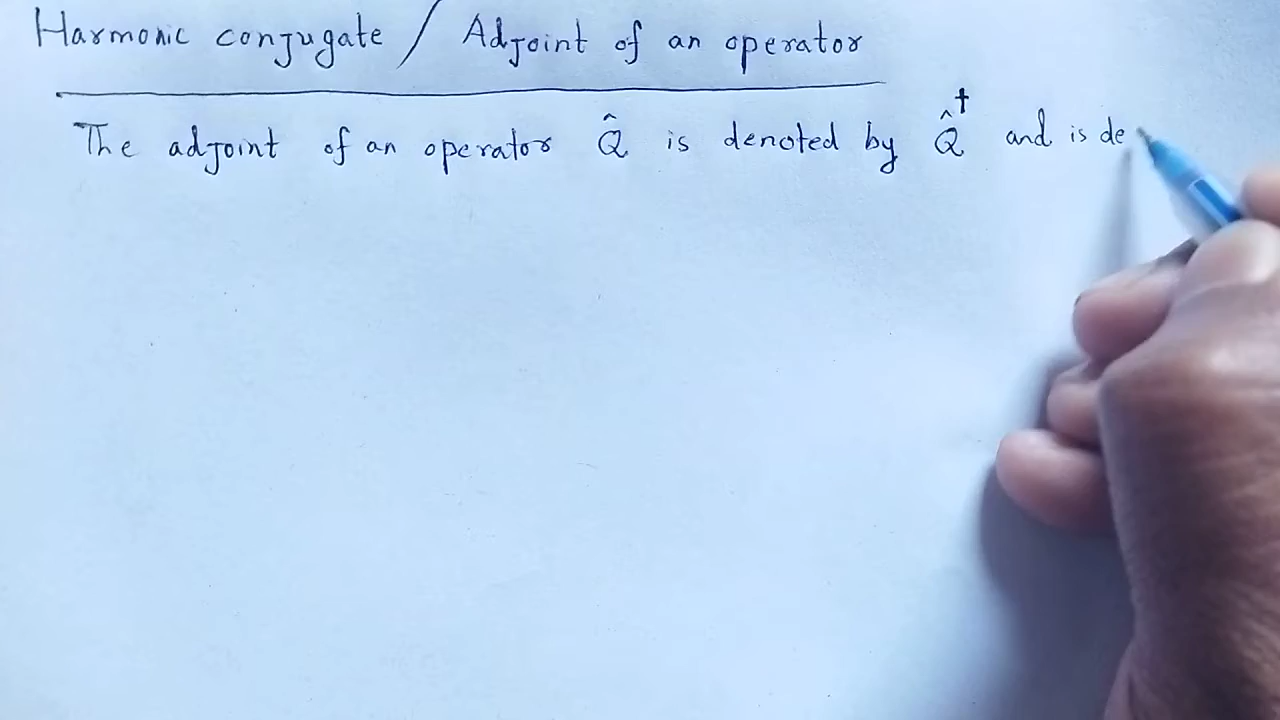 Harmonic conjugate / Adjoint of an operator
The adjoint of an operator Q̂ is denoted by Q̂† and is de